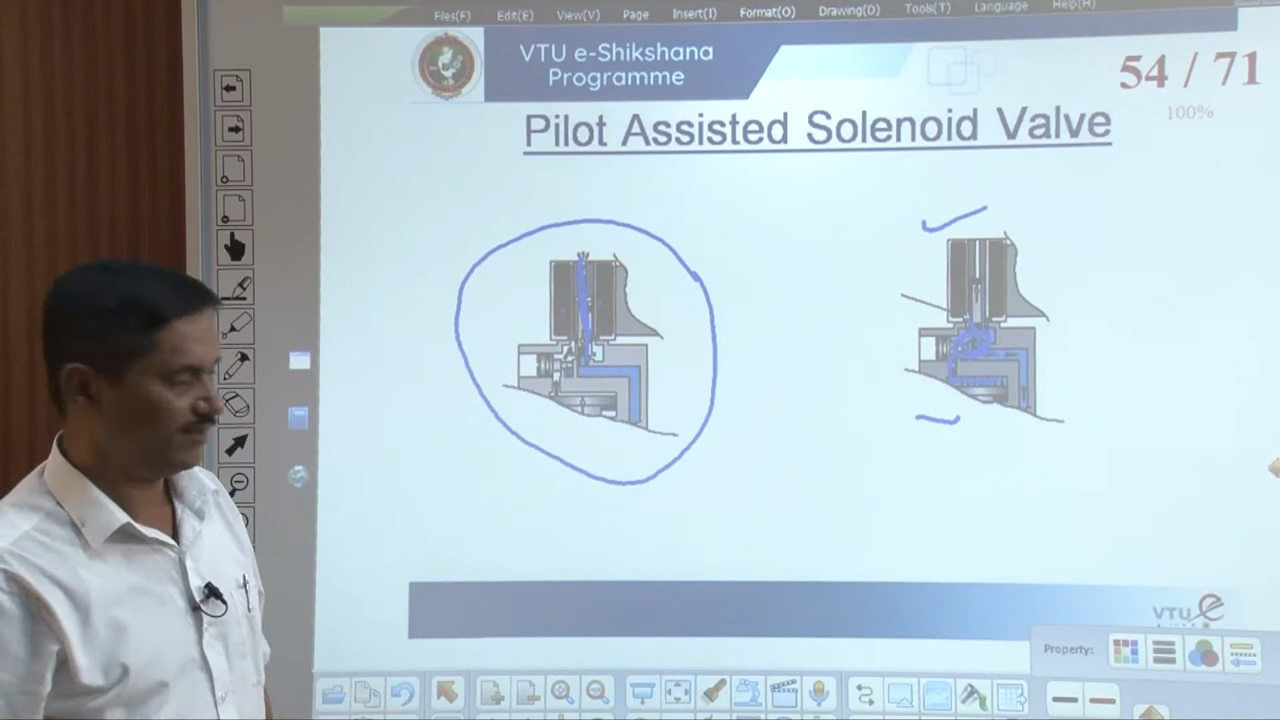 Files(F) Edit(E) View(V) Page Insert(I) Format(O) Drawing(D) Tools(T) Language Help(H)
VTU e-Shikshana
Programme
54 / 71
100%
Pilot Assisted Solenoid Valve
VTU e
Property: